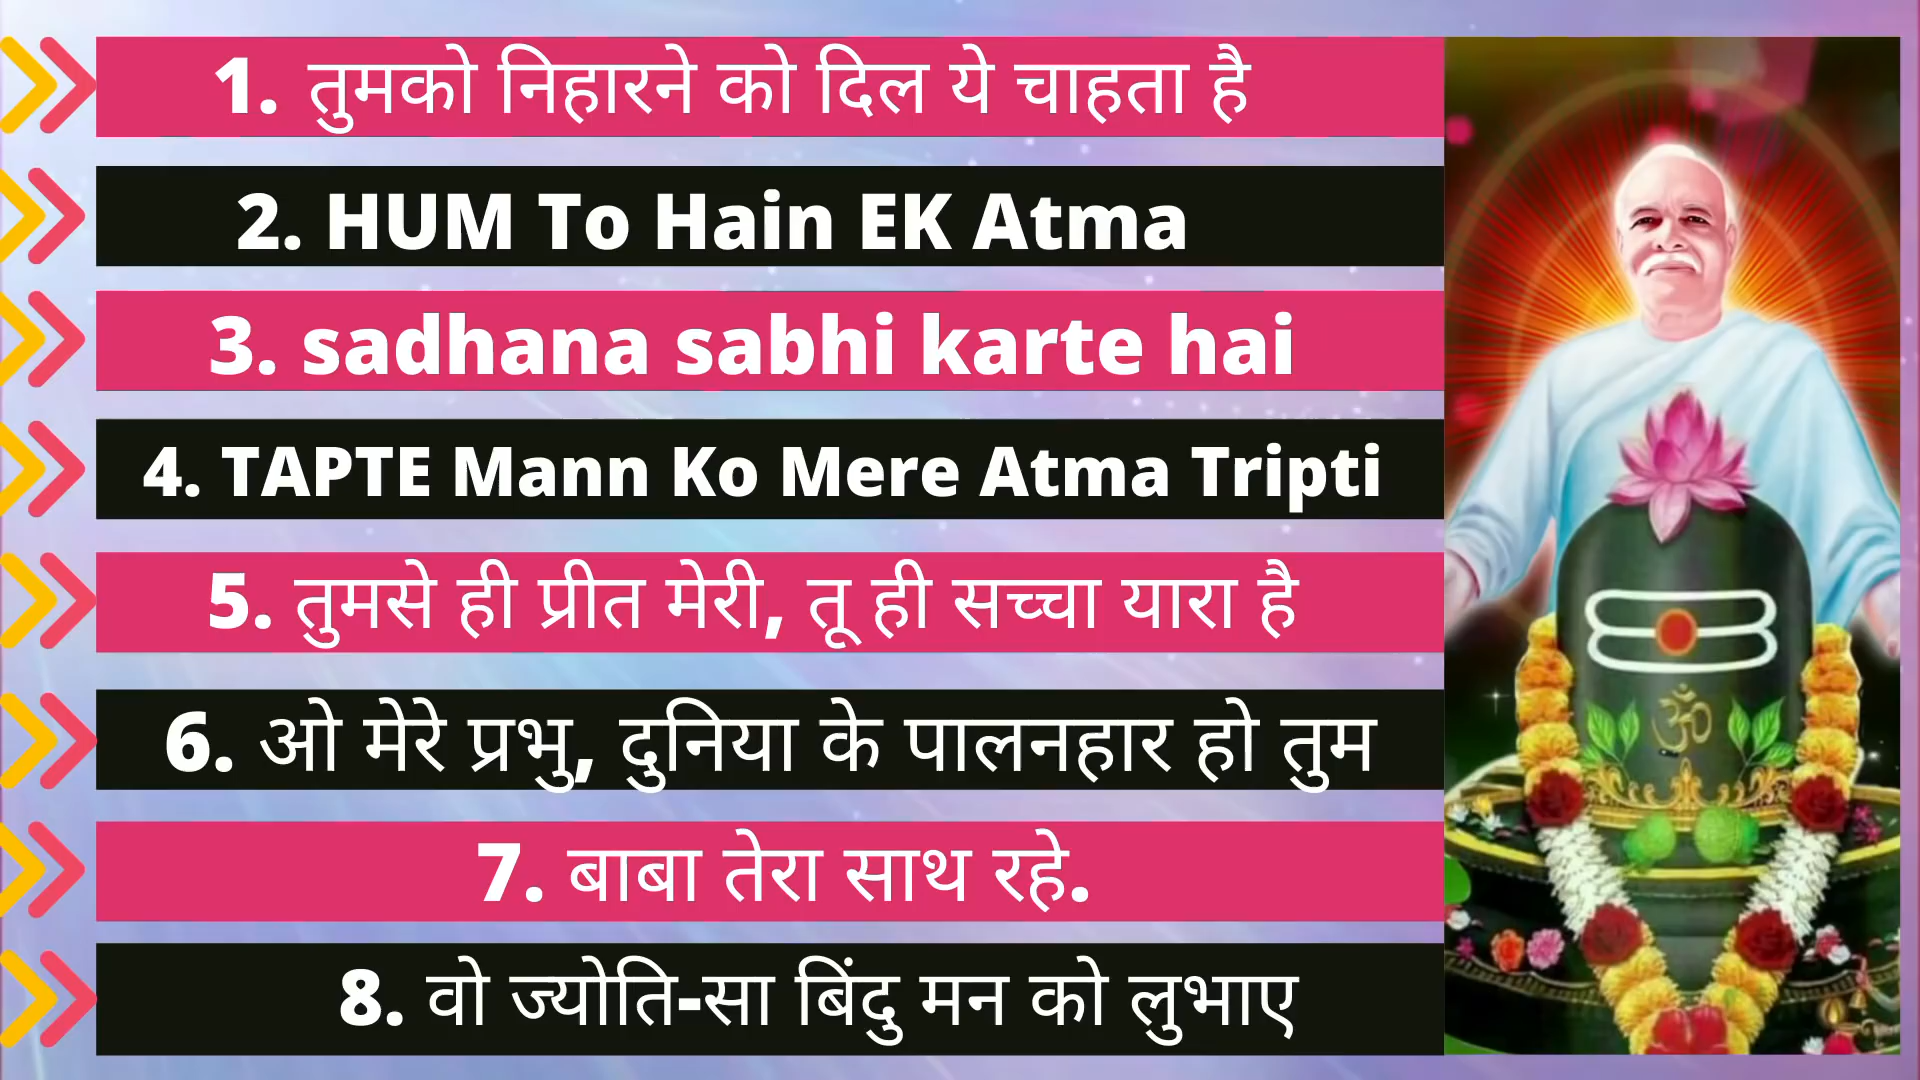 1. तुमको निहारने को दिल ये चाहता है
2. HUM To Hain EK Atma
3. sadhana sabhi karte hai
4. TAPTE Mann Ko Mere Atma Tripti
5. तुमसे ही प्रीत मेरी, तू ही सच्चा यारा है
6. ओ मेरे प्रभु, दुनिया के पालनहार हो तुम
7. बाबा तेरा साथ रहे.
8. वो ज्योति-सा बिंदु मन को लुभाए
ॐ